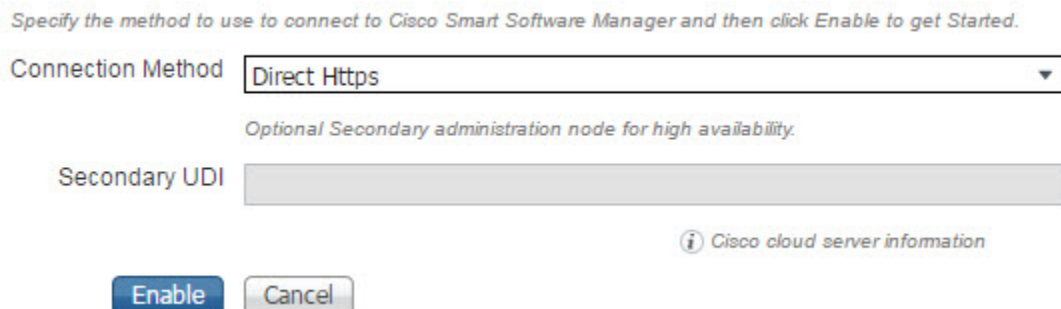 Specify the method to use to connect to Cisco Smart Software Manager and then click Enable to get Started.
Connection Method Direct Https
Optional Secondary administration node for high availability.
Secondary UDI
i Cisco cloud server information
Enable Cancel